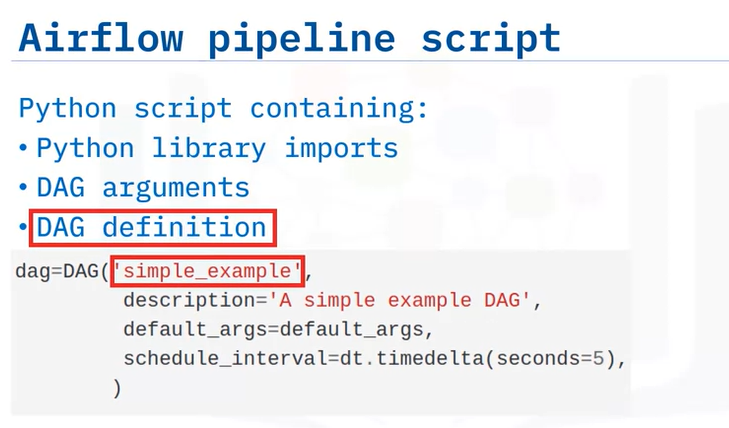 Airflow pipeline script
Python script containing:
• Python library imports
• DAG arguments
• DAG definition
dag=DAG('simple_example',
description='A simple example DAG',
default_args=default_args,
schedule_interval=dt.timedelta(seconds=5),
)